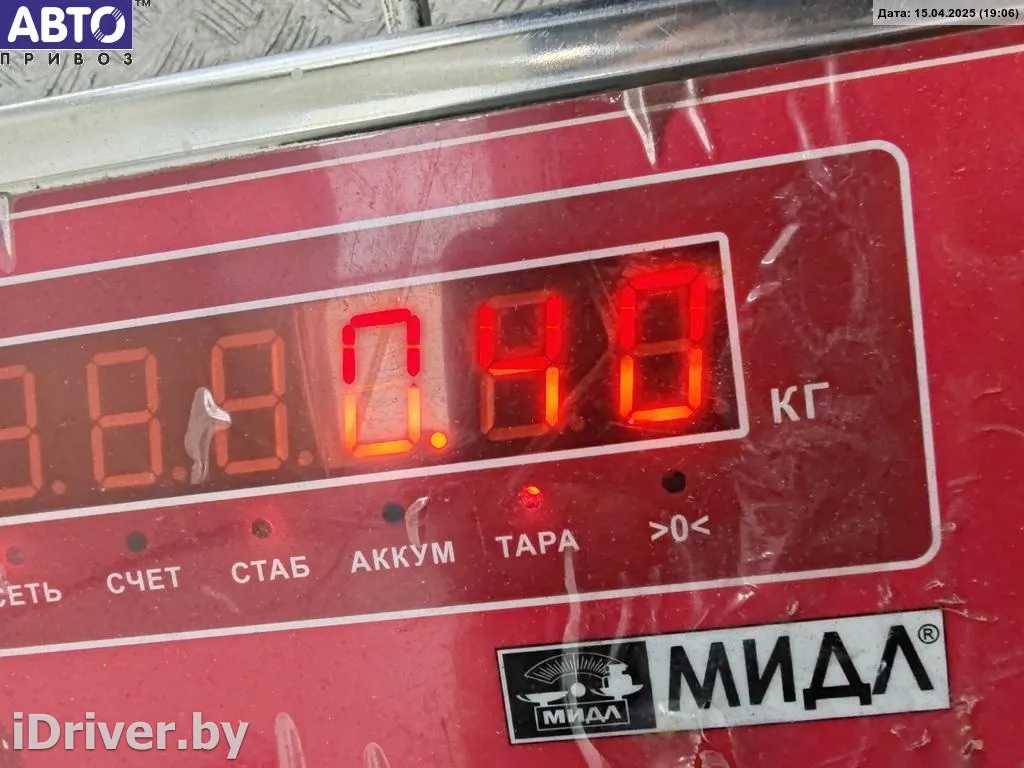 АВТО™
ПРИВОЗ
Дата: 15.04.2025 (19:06)
0.40
КГ
СЕТЬ СЧЕТ СТАБ АККУМ ТАРА >0<
МИДЛ
МИДЛ®
iDriver.by